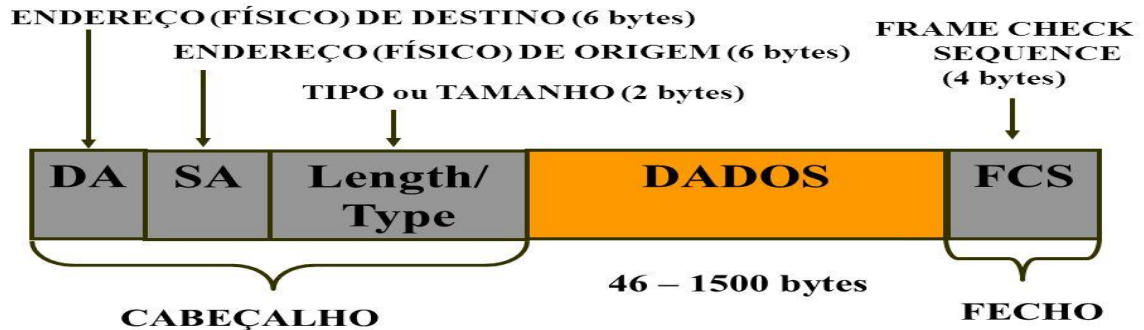 ENDEREÇO (FÍSICO) DE DESTINO (6 bytes)
ENDEREÇO (FÍSICO) DE ORIGEM (6 bytes)
TIPO ou TAMANHO (2 bytes)
FRAME CHECK
SEQUENCE
(4 bytes)
DA
SA
Length/
Type
DADOS
FCS
46 – 1500 bytes
CABEÇALHO
FECHO